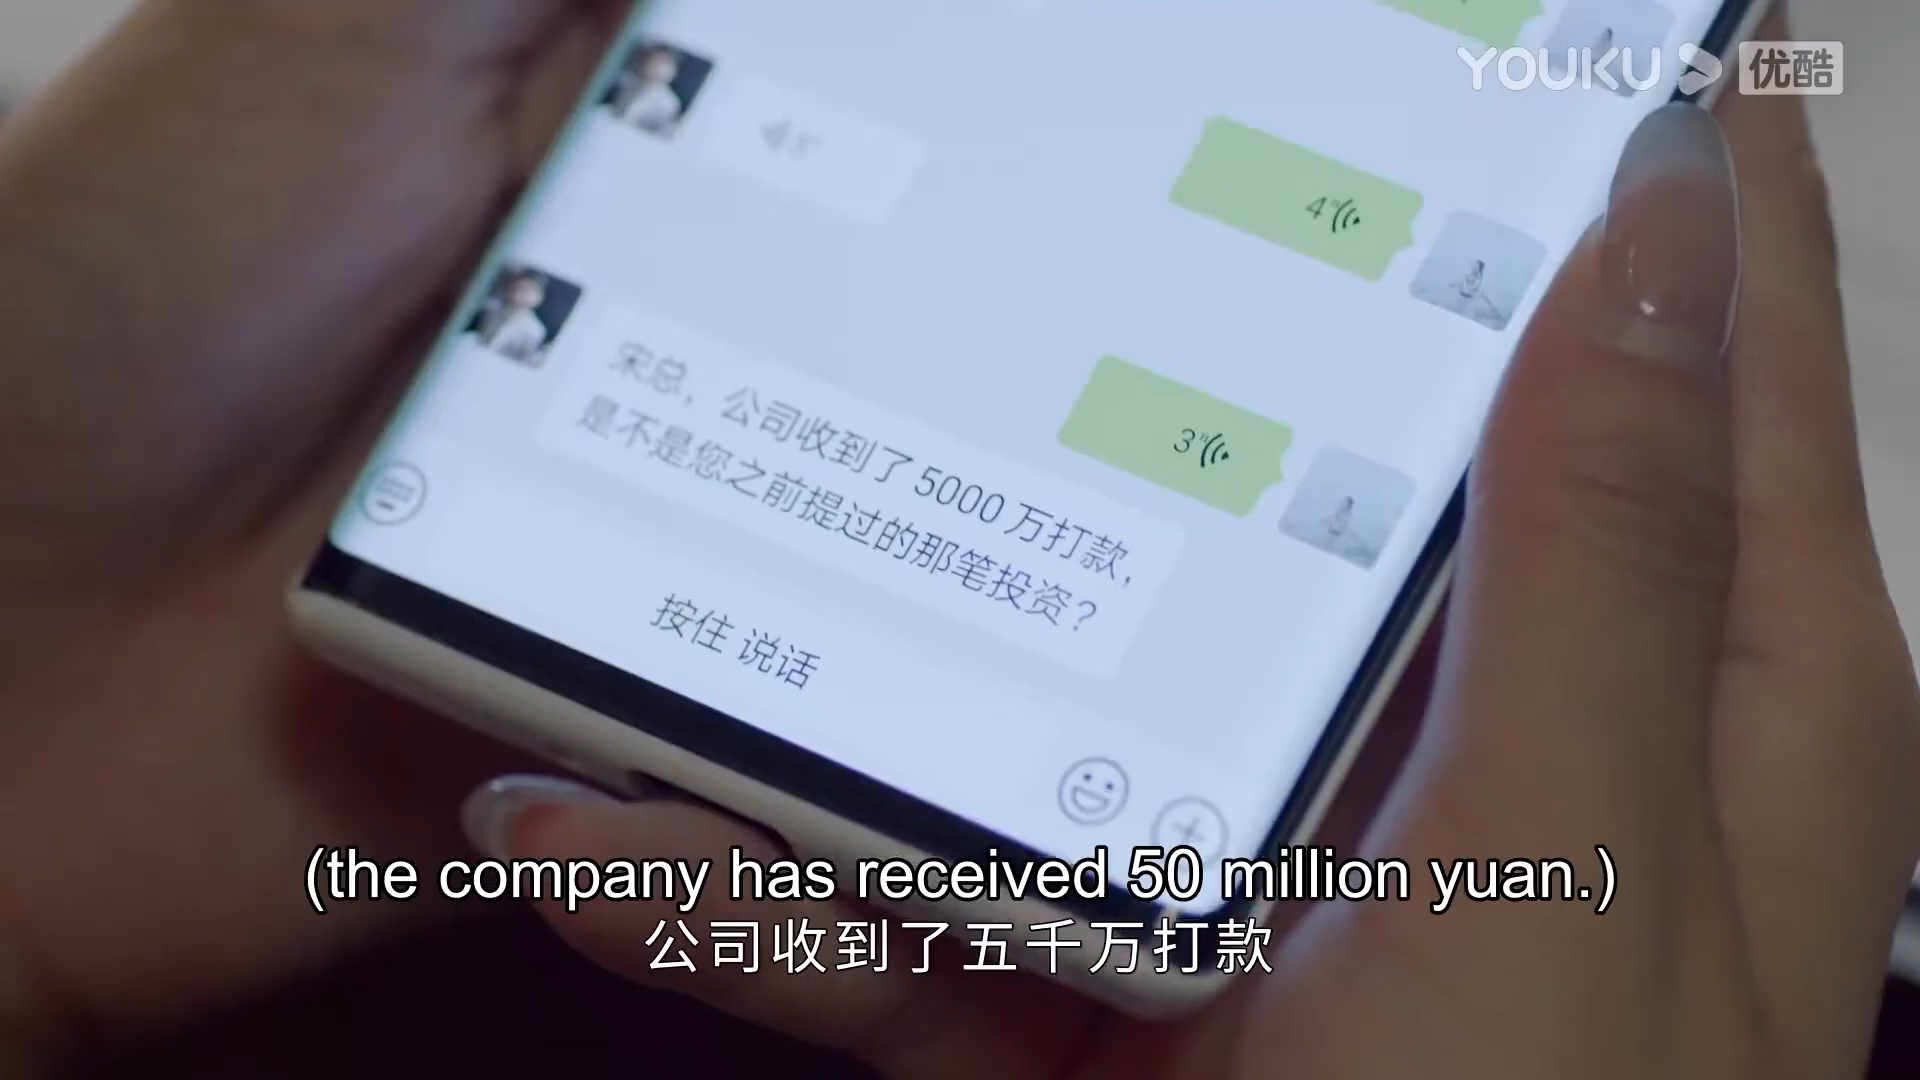 YOUKU 优酷
4"
3"
宋总，公司收到了5000万打款，
是不是您之前提过的那笔投资？
按住 说话
(the company has received 50 million yuan.)
公司收到了五千万打款